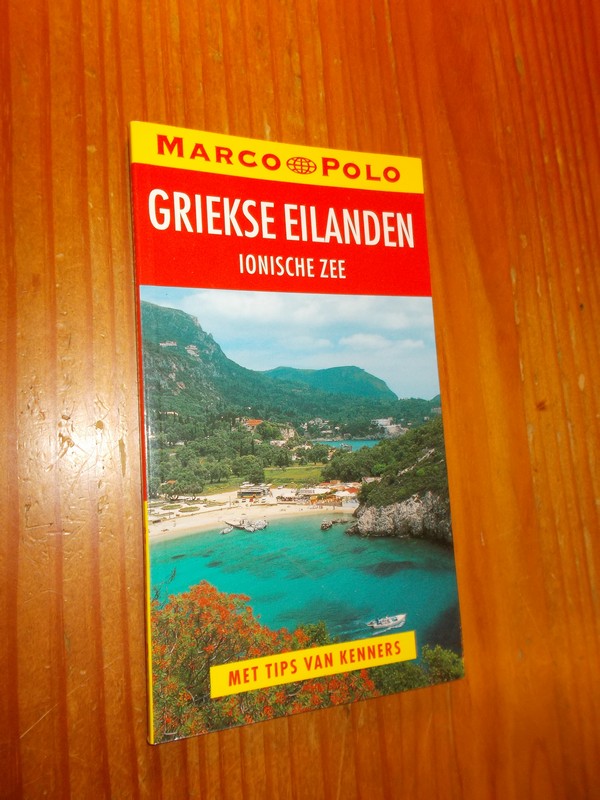 MARCO POLO
GRIEKSE EILANDEN
IONISCHE ZEE
MET TIPS VAN KENNERS